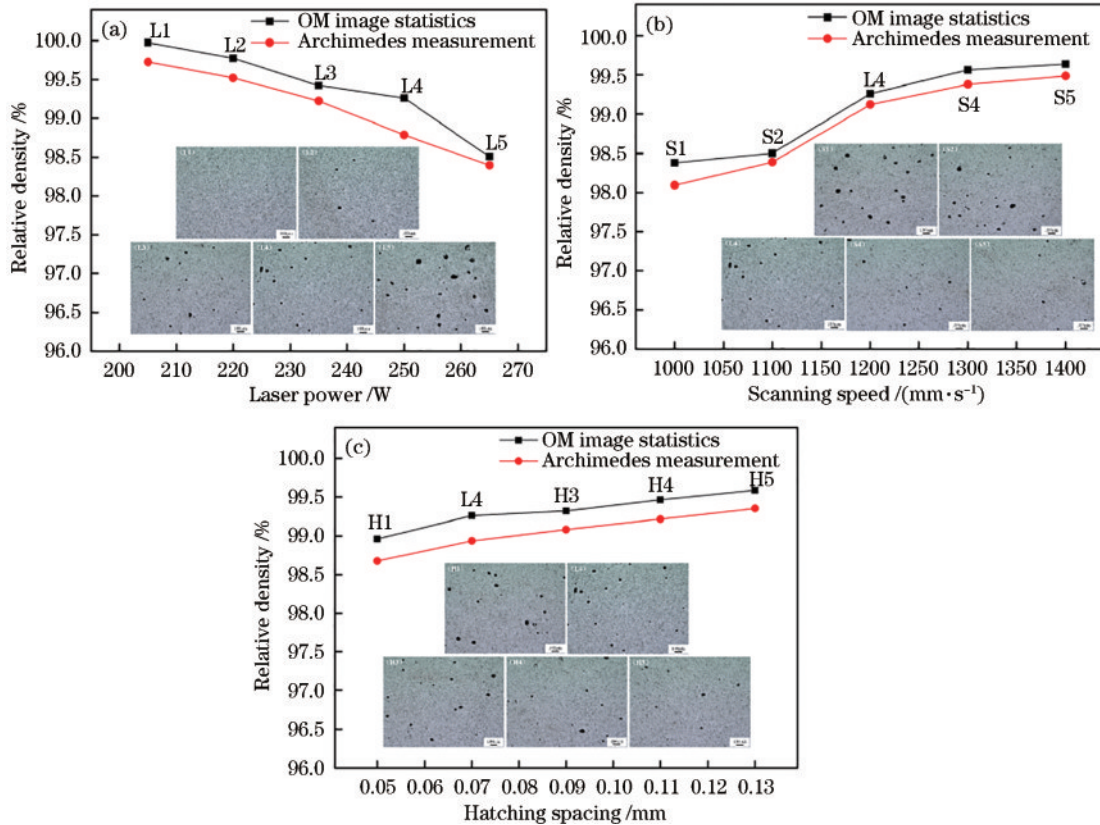 (a)
OM image statistics
Archimedes measurement
L1
L2
L3
L4
L5
Relative density /%
100.0
99.5
99.0
98.5
98.0
97.5
97.0
96.5
96.0
200 210 220 230 240 250 260 270
Laser power /W
(b)
OM image statistics
Archimedes measurement
S1
S2
L4
S4
S5
Relative density /%
100.0
99.5
99.0
98.5
98.0
97.5
97.0
96.5
96.0
1000 1050 1100 1150 1200 1250 1300 1350 1400
Scanning speed /(mm·s⁻¹)
(c)
OM image statistics
Archimedes measurement
H1
L4
H3
H4
H5
Relative density /%
100.0
99.5
99.0
98.5
98.0
97.5
97.0
96.5
96.0
0.05 0.06 0.07 0.08 0.09 0.10 0.11 0.12 0.13
Hatching spacing /mm